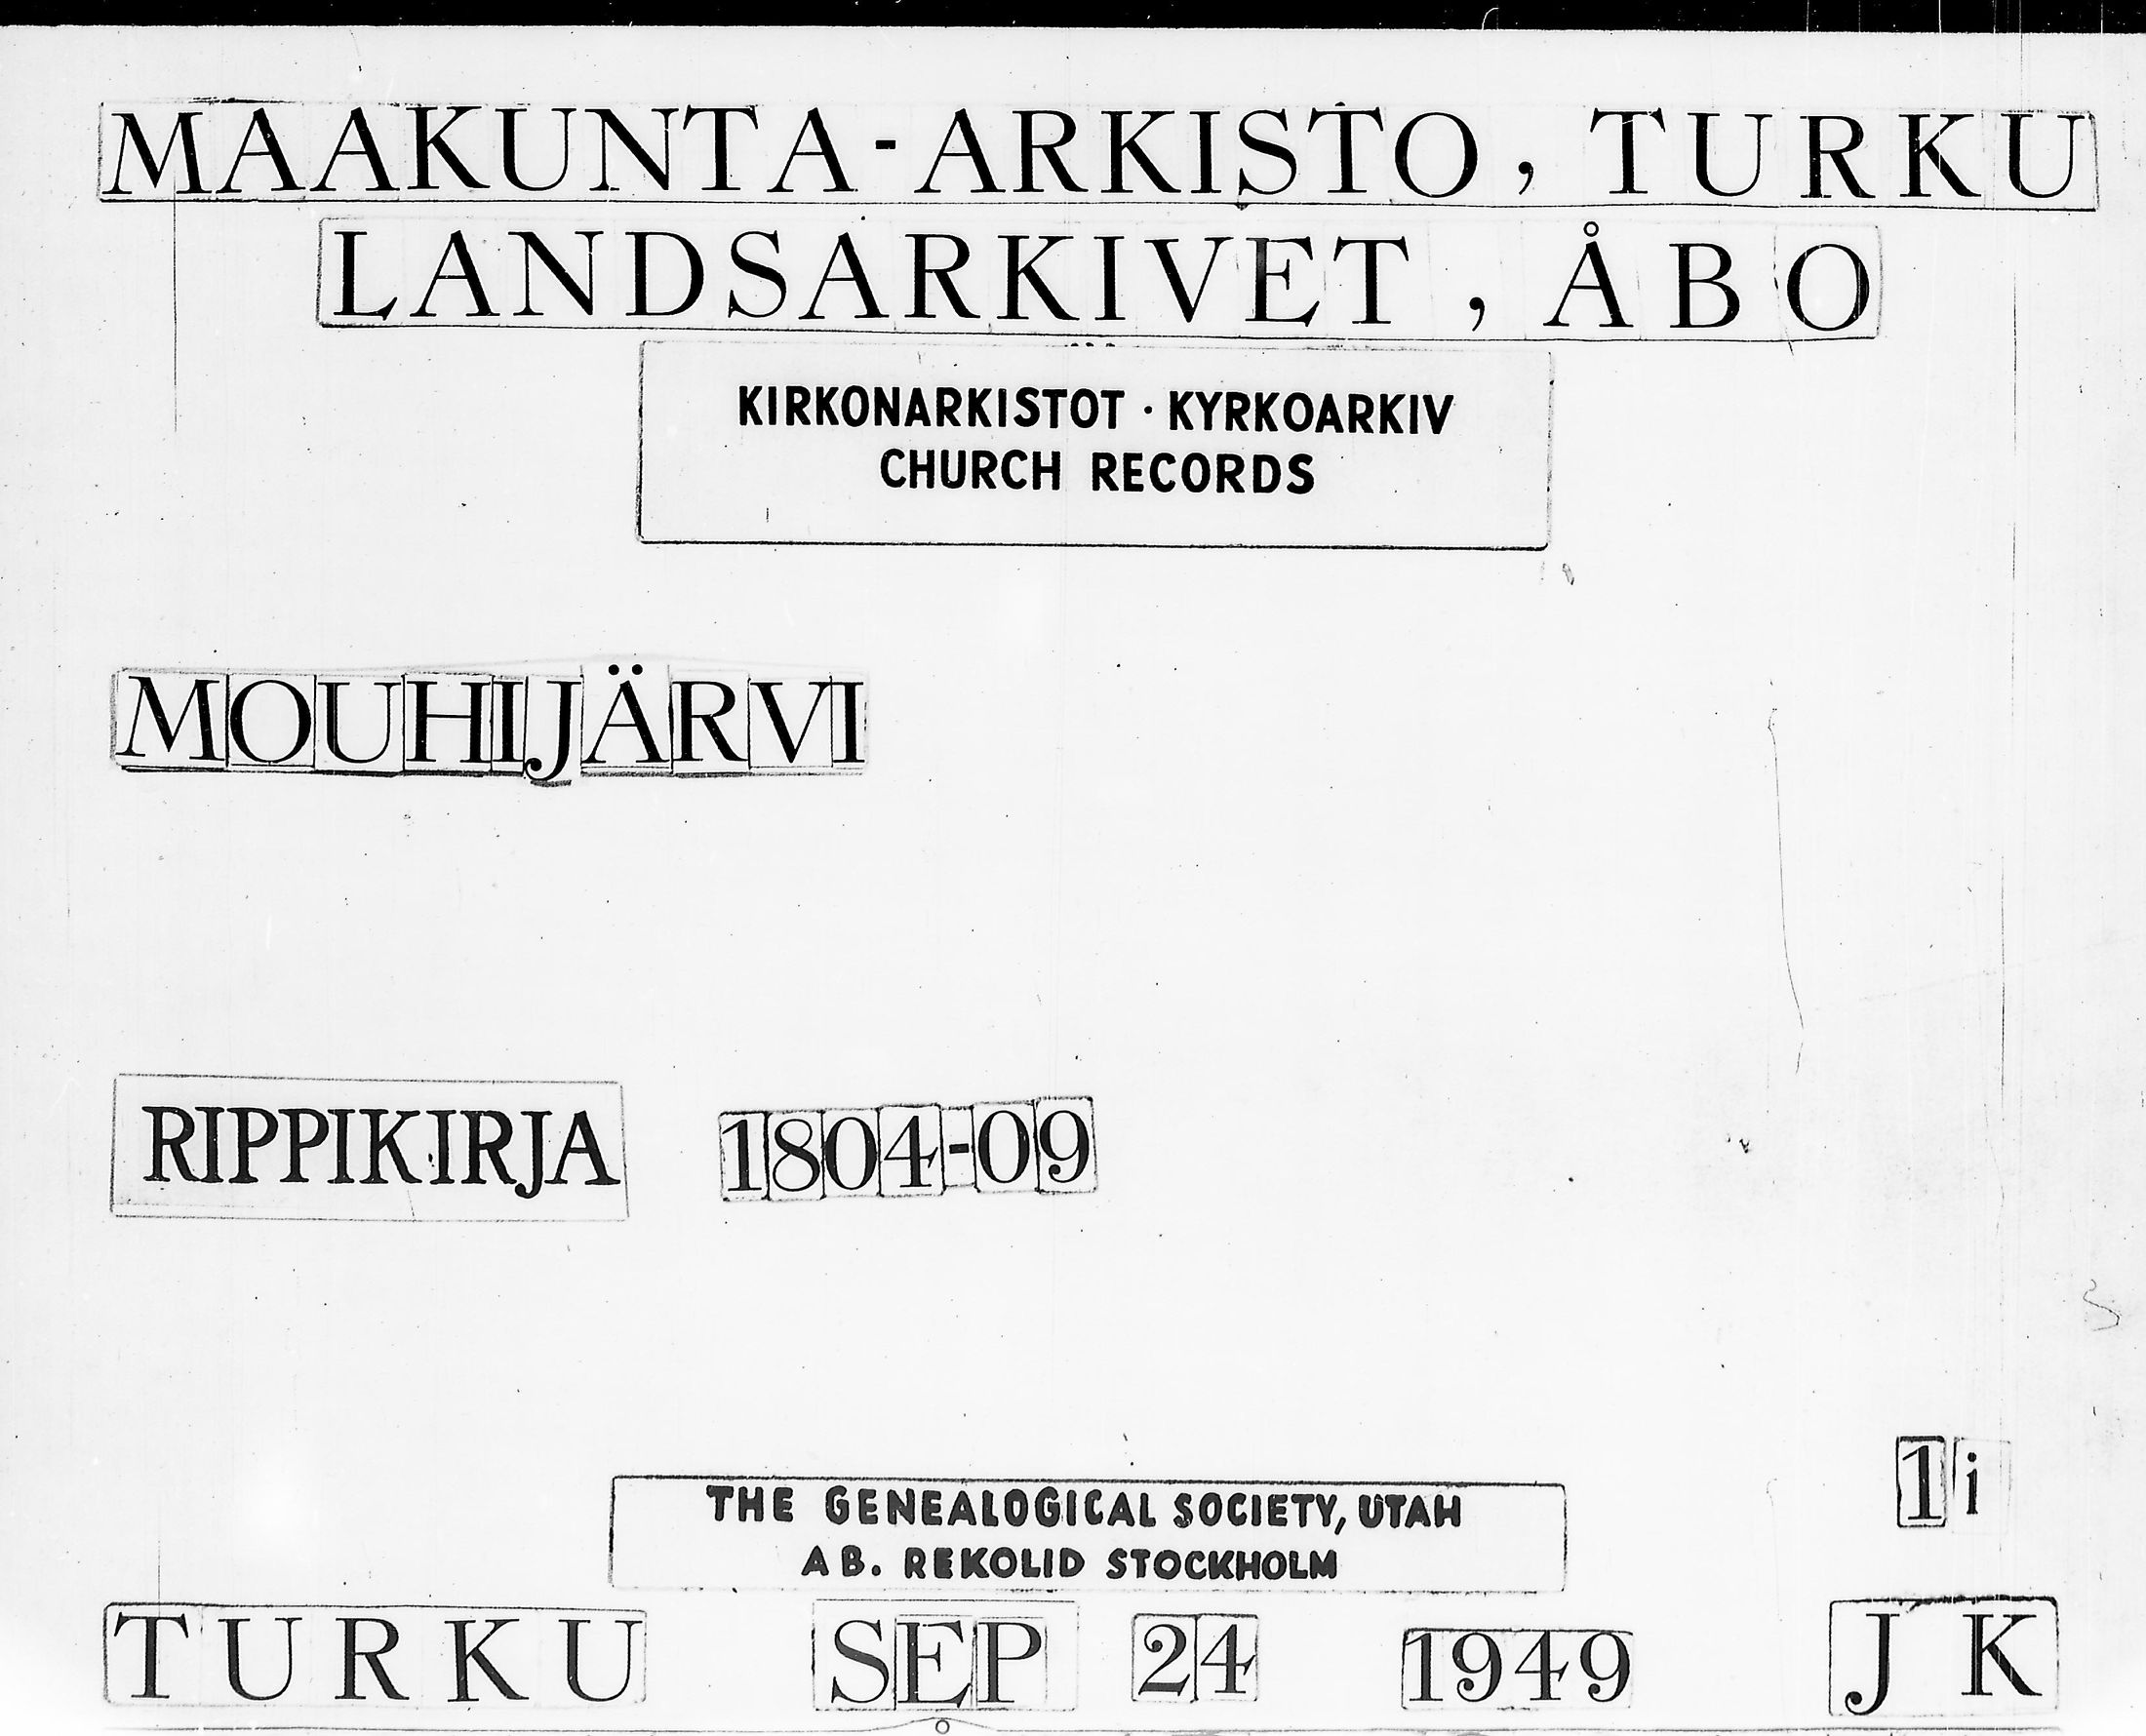 MAAKUNTA-ARKISTO, TURKU
LANDSARKIVET, ÅBO
KIRKONARKISTOT · KYRKOARKIV
CHURCH RECORDS
MOUHIJÄRVI
RIPPIKIRJA 1804-09
1i
THE GENEALOGICAL SOCIETY, UTAH
AB. REKOLID STOCKHOLM
TURKU SEP 24 1949 JK